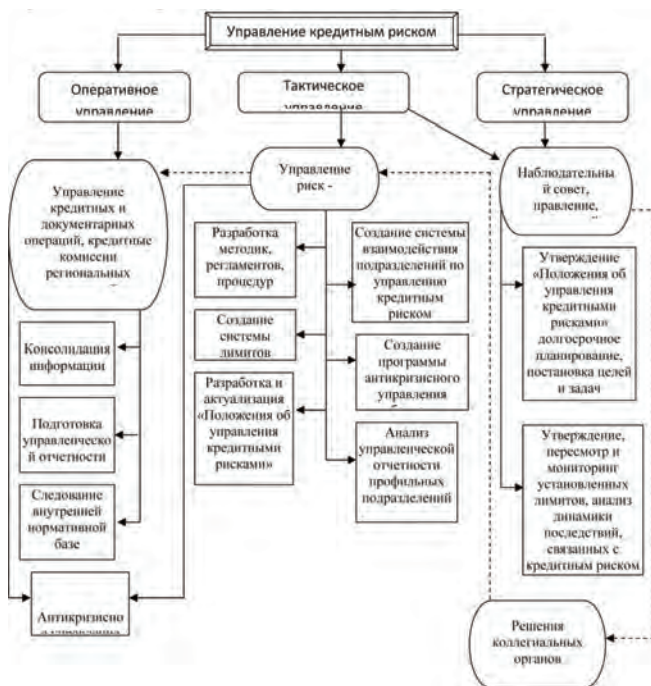 Управление кредитным риском
Оперативное
управление
Тактическое
управление
Стратегическое
управление
Управление
кредитных и
документарных
операций, кредитные
комиссии
региональных
Управление
риск -
Наблюдательны
й совет,
правление,
Разработка
методик,
регламентов,
процедур
Создание системы
взаимодействия
подразделений по
управлению
кредитным
риском
Утверждение
«Положения об
управления
кредитными
рисками»
долгосрочное
планирование,
постановка целей и
задач
Консолидация
информации
Создание
системы
лимитов
Создание
программы
антикризисного
управления
Подготовка
управленческо
й отчетности
Разработка и
актуализация
«Положения об
управления
кредитными
рисками»
Анализ
управленческой
отчетности
профильных
подразделений
Утверждение,
пересмотр и
мониторинг
установленных
лимитов, анализ
динамики
последствий,
связанных с
кредитным риском
Следование
внутренней
нормативной
базе
Антикризисно
Решения
коллегиальных
органов